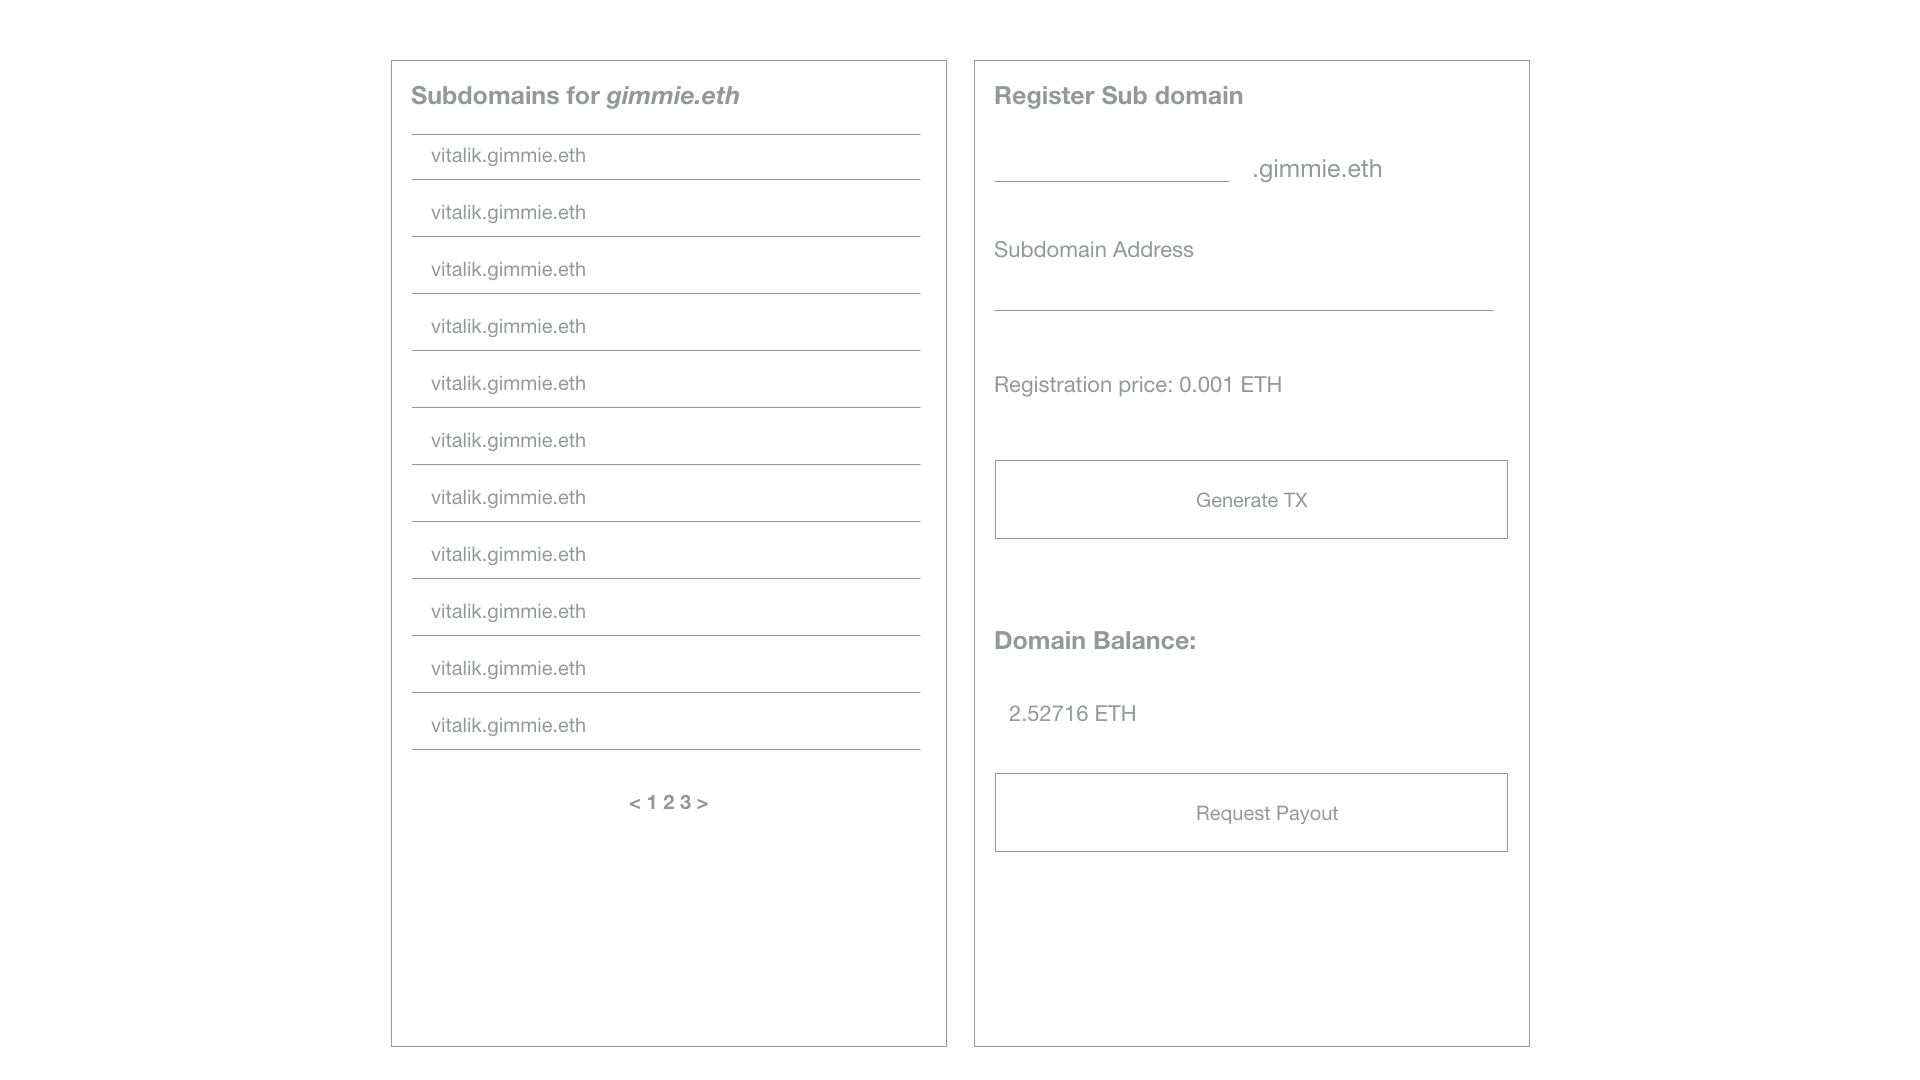 Subdomains for gimmie.eth
vitalik.gimmie.eth
vitalik.gimmie.eth
vitalik.gimmie.eth
vitalik.gimmie.eth
vitalik.gimmie.eth
vitalik.gimmie.eth
vitalik.gimmie.eth
vitalik.gimmie.eth
vitalik.gimmie.eth
vitalik.gimmie.eth
vitalik.gimmie.eth
< 1 2 3 >
Register Sub domain
.gimmie.eth
Subdomain Address
Registration price: 0.001 ETH
Generate TX
Domain Balance:
2.52716 ETH
Request Payout